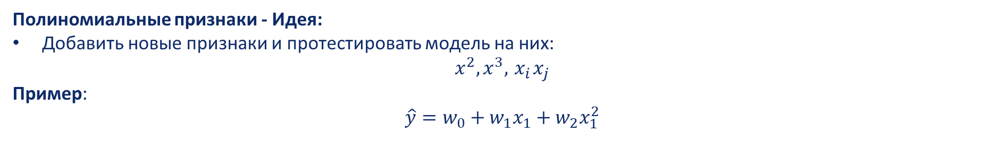 Полиномиальные признаки - Идея:
• Добавить новые признаки и протестировать модель на них:
x², x³, xᵢxⱼ
Пример:
ŷ = w₀ + w₁x₁ + w₂x₁²